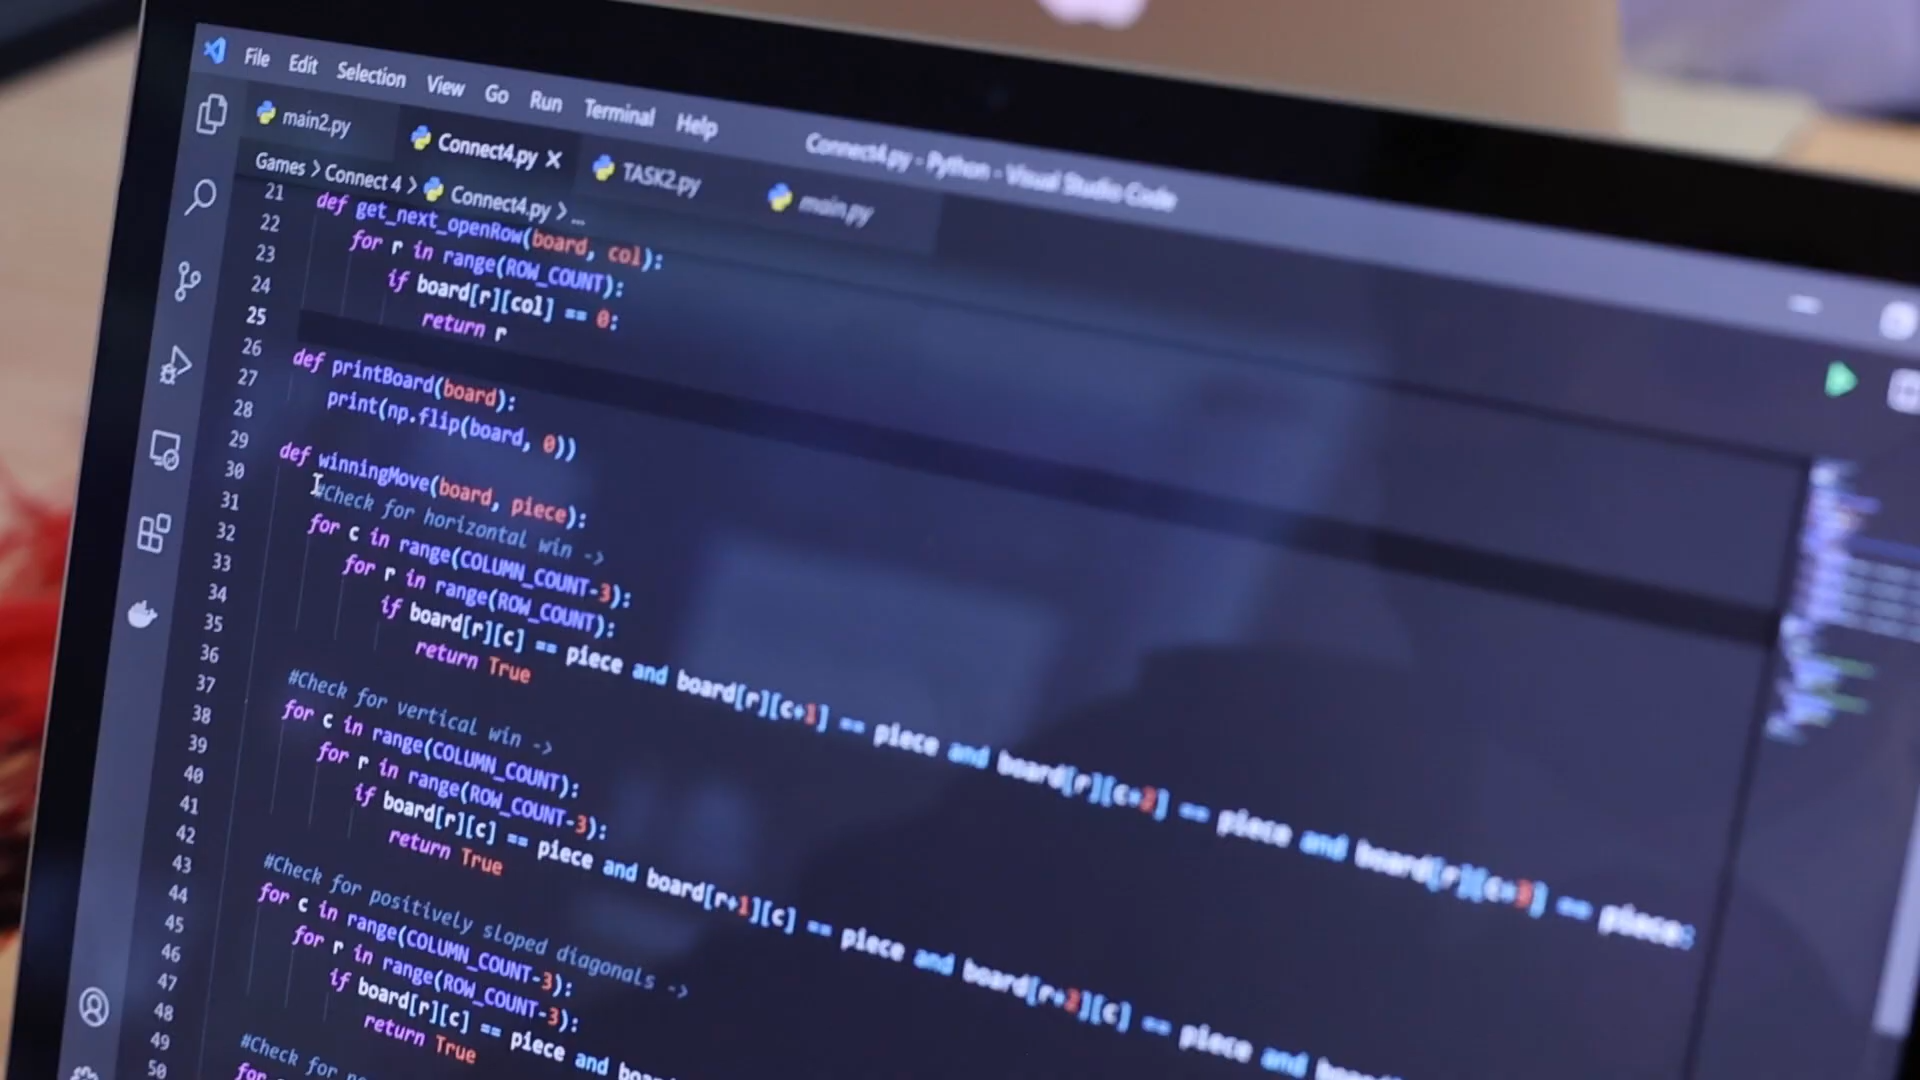 File Edit Selection View Go Run Terminal Help
Connect4.py - Python - Visual Studio Code
main2.py Connect4.py TASK2.py main.py
Games > Connect 4 > Connect4.py > ...
21 def get_next_openRow(board, col):
22 for r in range(ROW_COUNT):
23 if board[r][col] == 0:
24 return r
25
26 def printBoard(board):
27 print(np.flip(board, 0))
28
29 def winningMove(board, piece):
30 #Check for horizontal win ->
31 for c in range(COLUMN_COUNT-3):
32 for r in range(ROW_COUNT):
33 if board[r][c] == piece and board[r][c+1] == piece and board[r][c+2] == piece and board[r][c+3] == piece:
34 return True
35
36 #Check for vertical win ->
37 for c in range(COLUMN_COUNT):
38 for r in range(ROW_COUNT-3):
39 if board[r][c] == piece and board[r+1][c] == piece and board[r+2][c] == piece and
40 return True
41
42 #Check for positively sloped diagonals ->
43 for c in range(COLUMN_COUNT-3):
44 for r in range(ROW_COUNT-3):
45 if board[r][c] == piece and
46 return True
47
48 #Check for
49 for
50